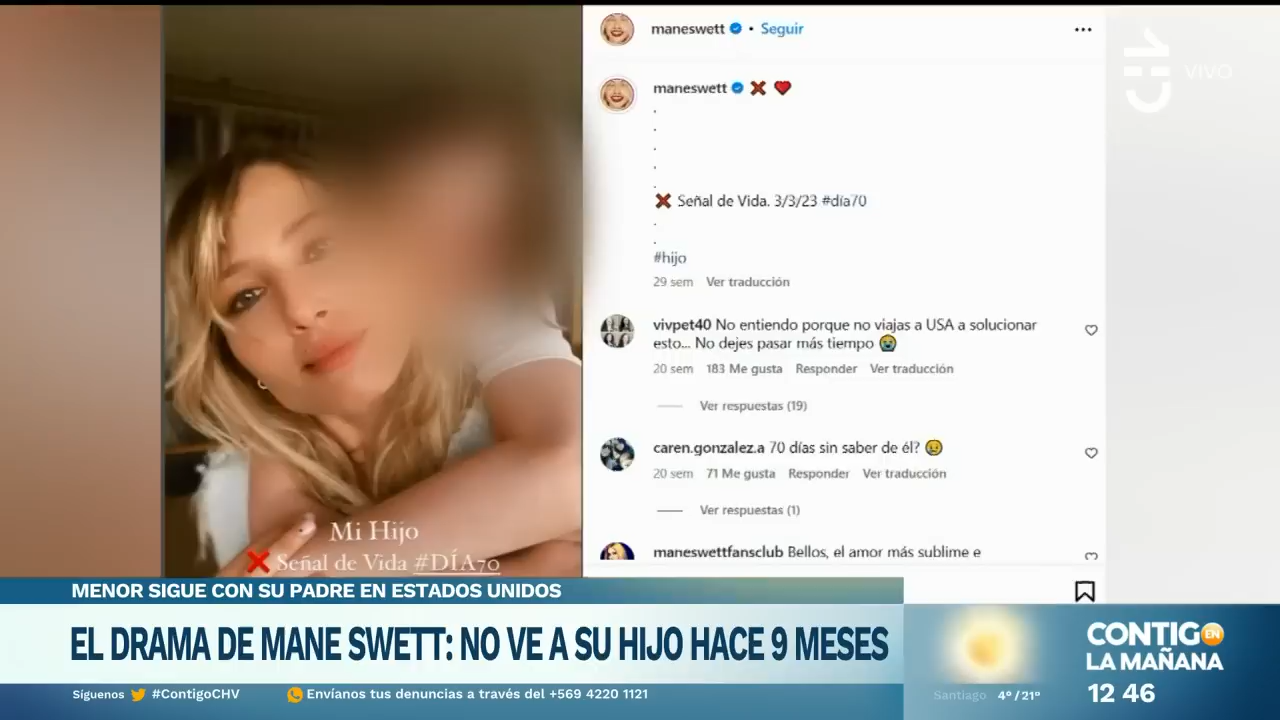 maneswett • Seguir
VIVO
maneswett ❌ ❤️
.
.
.
.
.
❌ Señal de Vida. 3/3/23 #día70
.
.
#hijo
29 sem Ver traducción
vivpet40 No entiendo porque no viajas a USA a solucionar
esto... No dejes pasar más tiempo 😭
20 sem 183 Me gusta Responder Ver traducción
Ver respuestas (19)
caren.gonzalez.a 70 días sin saber de él? 😢
20 sem 71 Me gusta Responder Ver traducción
Ver respuestas (1)
maneswettfansclub Bellos, el amor más sublime e
Mi Hijo
❌ Señal de Vida #DÍA70
MENOR SIGUE CON SU PADRE EN ESTADOS UNIDOS
EL DRAMA DE MANE SWETT: NO VE A SU HIJO HACE 9 MESES
CONTIGO EN
LA MAÑANA
Síguenos #ContigoCHV Envíanos tus denuncias a través del +569 4220 1121
Santiago 4°/21°
12 46